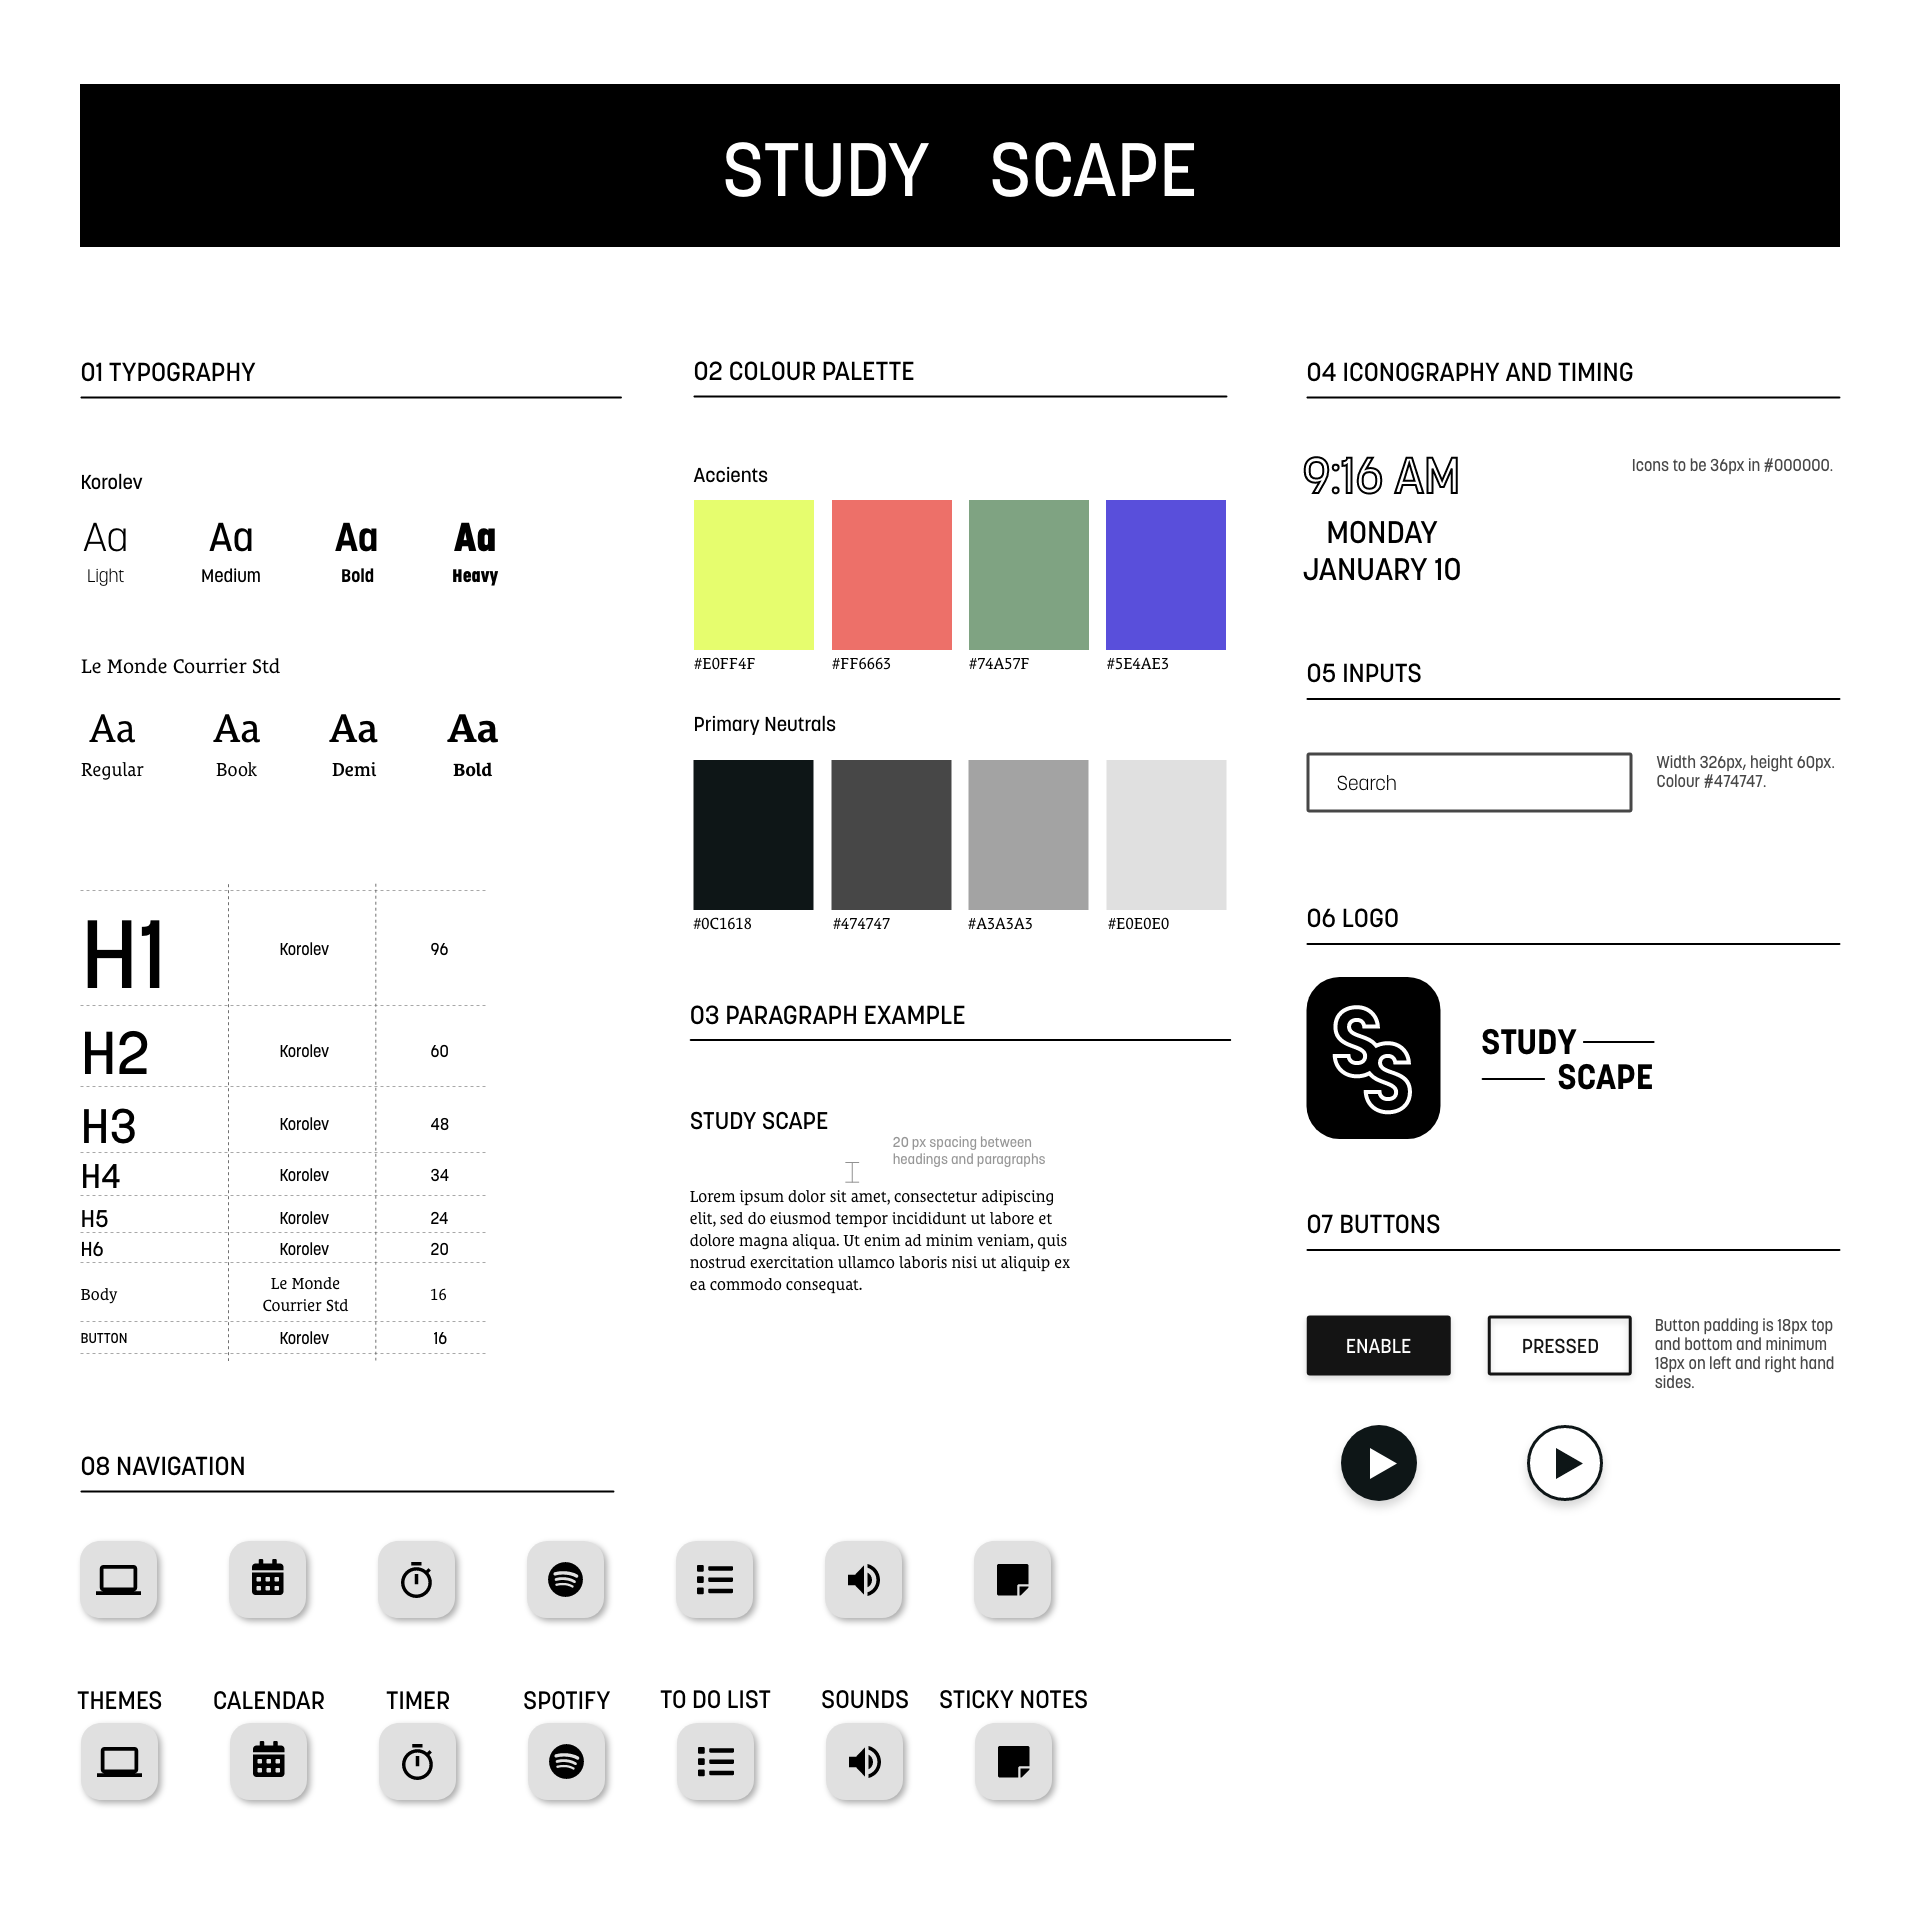 STUDY SCAPE
01 TYPOGRAPHY
Korolev
Aa Aa Aa Aa
Light Medium Bold Heavy
Le Monde Courrier Std
Aa Aa Aa Aa
Regular Book Demi Bold
H1 Korolev 96
H2 Korolev 60
H3 Korolev 48
H4 Korolev 34
H5 Korolev 24
H6 Korolev 20
Body Le Monde
Courrier Std 16
BUTTON Korolev 16
02 COLOUR PALETTE
Accients
#E0FF4F #FF6663 #74A57F #5E4AE3
Primary Neutrals
#0C1618 #474747 #A3A3A3 #E0E0E0
03 PARAGRAPH EXAMPLE
STUDY SCAPE
20 px spacing between
headings and paragraphs
Lorem ipsum dolor sit amet, consectetur adipiscing
elit, sed do eiusmod tempor incididunt ut labore et
dolore magna aliqua. Ut enim ad minim veniam, quis
nostrud exercitation ullamco laboris nisi ut aliquip ex
ea commodo consequat.
04 ICONOGRAPHY AND TIMING
9:16 AM
MONDAY
JANUARY 10
Icons to be 36px in #000000.
05 INPUTS
Search
Width 326px, height 60px.
Colour #474747.
06 LOGO
SS
STUDY
SCAPE
07 BUTTONS
ENABLE PRESSED
Button padding is 18px top
and bottom and minimum
18px on left and right hand
sides.
08 NAVIGATION
THEMES CALENDAR TIMER SPOTIFY TO DO LIST SOUNDS STICKY NOTES